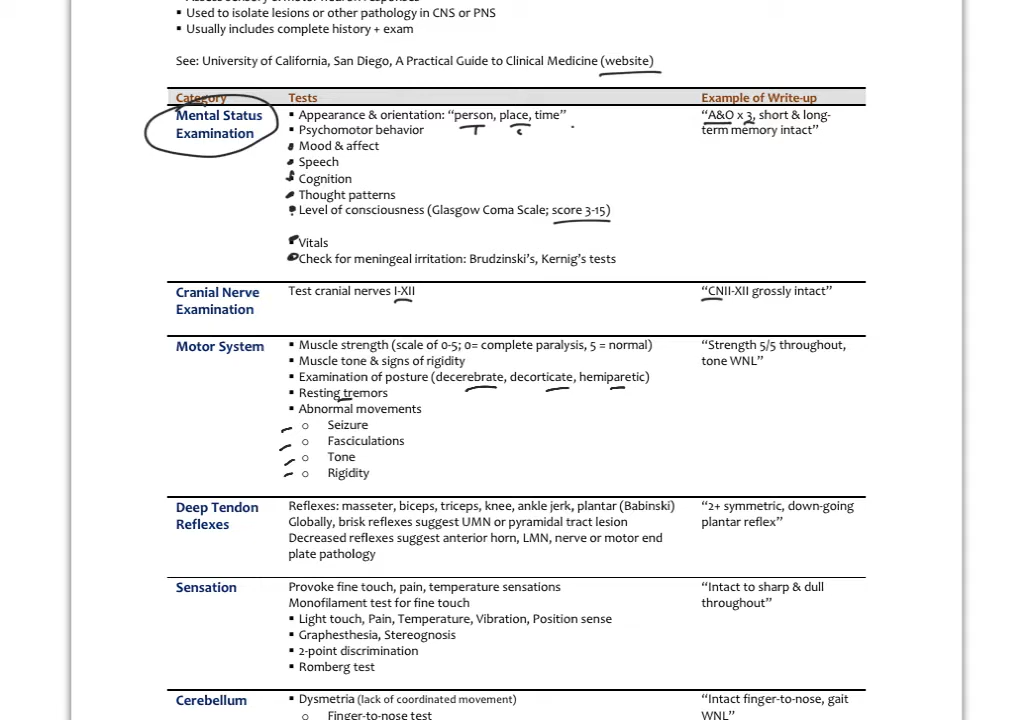 ▪ Used to isolate lesions or other pathology in CNS or PNS
▪ Usually includes complete history + exam
See: University of California, San Diego, A Practical Guide to Clinical Medicine (website)
Category Tests Example of Write-up
Mental Status Examination
▪ Appearance & orientation: “person, place, time”
▪ Psychomotor behavior
▪ Mood & affect
▪ Speech
▪ Cognition
▪ Thought patterns
▪ Level of consciousness (Glasgow Coma Scale; score 3-15)
▪ Vitals
▪ Check for meningeal irritation: Brudzinski’s, Kernig’s tests
“A&O x 3, short & long-
term memory intact”
Cranial Nerve
Examination
Test cranial nerves I-XII
“CNII-XII grossly intact”
Motor System
▪ Muscle strength (scale of 0-5; 0= complete paralysis, 5 = normal)
▪ Muscle tone & signs of rigidity
▪ Examination of posture (decerebrate, decorticate, hemiparetic)
▪ Resting tremors
▪ Abnormal movements
o Seizure
o Fasciculations
o Tone
o Rigidity
“Strength 5/5 throughout,
tone WNL”
Deep Tendon
Reflexes
Reflexes: masseter, biceps, triceps, knee, ankle jerk, plantar (Babinski)
Globally, brisk reflexes suggest UMN or pyramidal tract lesion
Decreased reflexes suggest anterior horn, LMN, nerve or motor end
plate pathology
“2+ symmetric, down-going
plantar reflex”
Sensation
Provoke fine touch, pain, temperature sensations
Monofilament test for fine touch
▪ Light touch, Pain, Temperature, Vibration, Position sense
▪ Graphesthesia, Stereognosis
▪ 2-point discrimination
▪ Romberg test
“Intact to sharp & dull
throughout”
Cerebellum
▪ Dysmetria (lack of coordinated movement)
o Finger-to-nose test
“Intact finger-to-nose, gait
WNL”